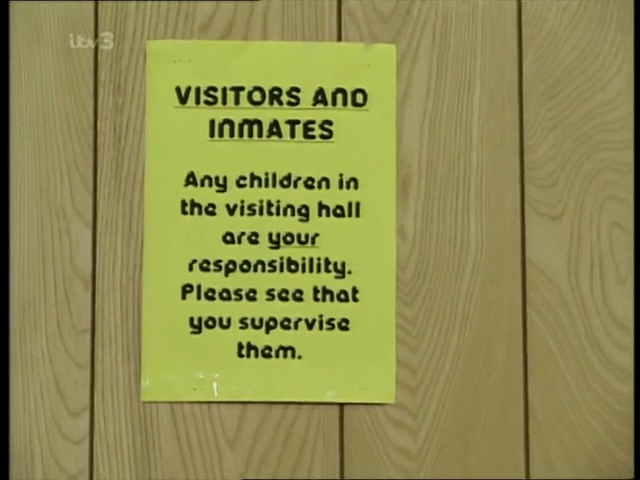 itv3
VISITORS AND
INMATES
Any children in
the visiting hall
are your
responsibility.
Please see that
you supervise
them.